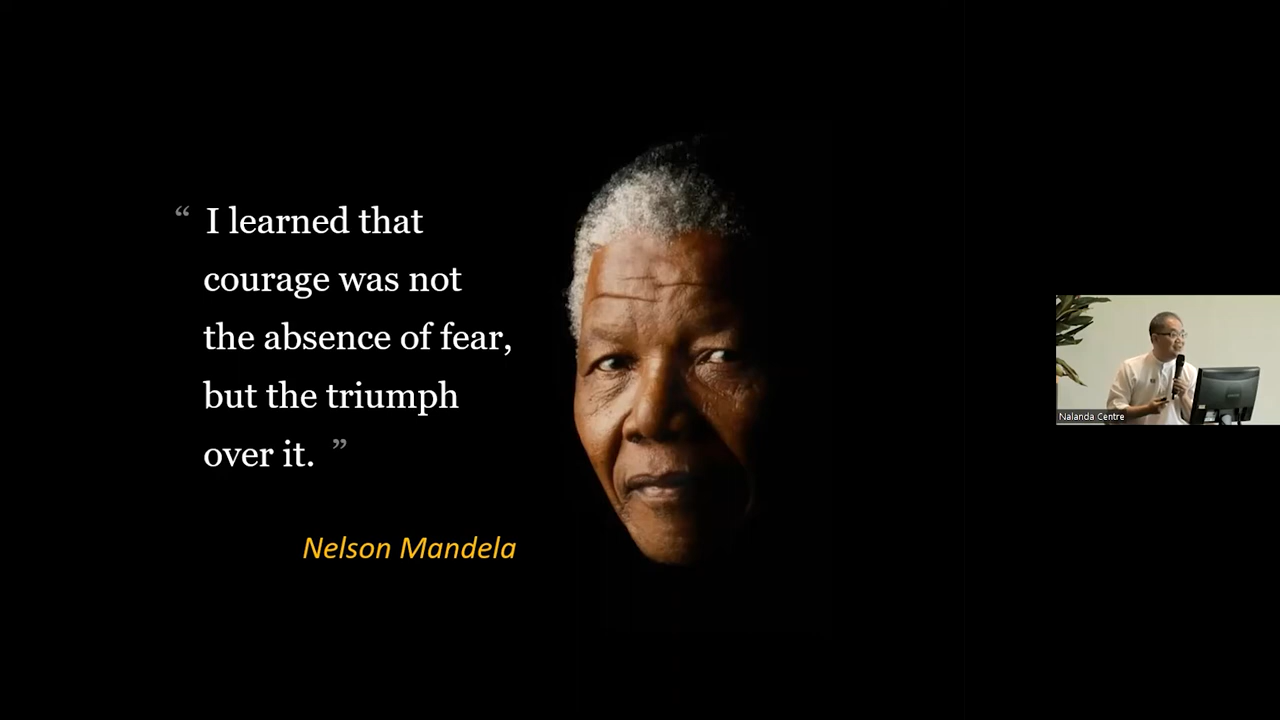 “ I learned that
courage was not
the absence of fear,
but the triumph
over it. ”
Nelson Mandela
Nalanda Centre